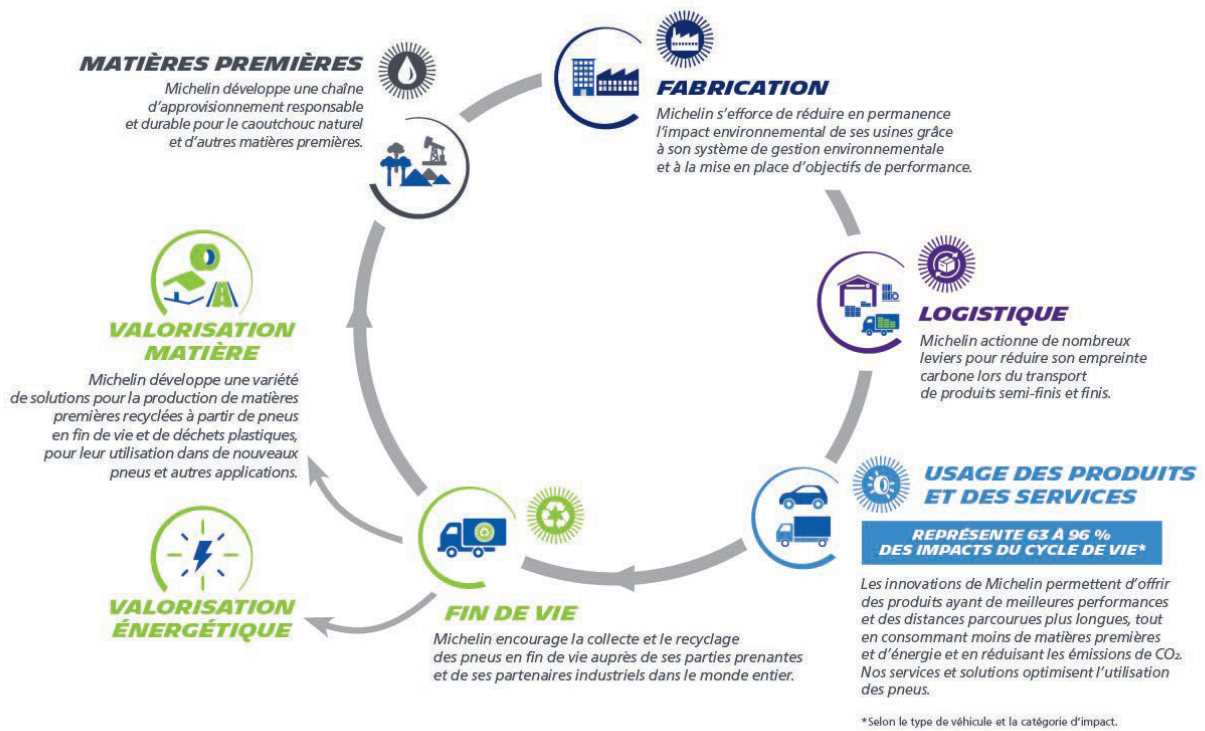 MATIÈRES PREMIÈRES
Michelin développe une chaîne
d'approvisionnement responsable
et durable pour le caoutchouc naturel
et d'autres matières premières.
FABRICATION
Michelin s'efforce de réduire en permanence
l'impact environnemental de ses usines grâce
à son système de gestion environnementale
et à la mise en place d'objectifs de performance.
LOGISTIQUE
Michelin actionne de nombreux
leviers pour réduire son empreinte
carbone lors du transport
de produits semi-finis et finis.
USAGE DES PRODUITS
ET DES SERVICES
REPRÉSENTE 63 À 96 %
DES IMPACTS DU CYCLE DE VIE*
Les innovations de Michelin permettent d'offrir
des produits ayant de meilleures performances
et des distances parcourues plus longues, tout
en consommant moins de matières premières
et d'énergie et en réduisant les émissions de CO₂.
Nos services et solutions optimisent l'utilisation
des pneus.
*Selon le type de véhicule et la catégorie d'impact.
FIN DE VIE
Michelin encourage la collecte et le recyclage
des pneus en fin de vie auprès de ses parties prenantes
et de ses partenaires industriels dans le monde entier.
VALORISATION
MATIÈRE
Michelin développe une variété
de solutions pour la production de matières
premières recyclées à partir de pneus
en fin de vie et de déchets plastiques,
pour leur utilisation dans de nouveaux
pneus et autres applications.
VALORISATION
ÉNERGÉTIQUE